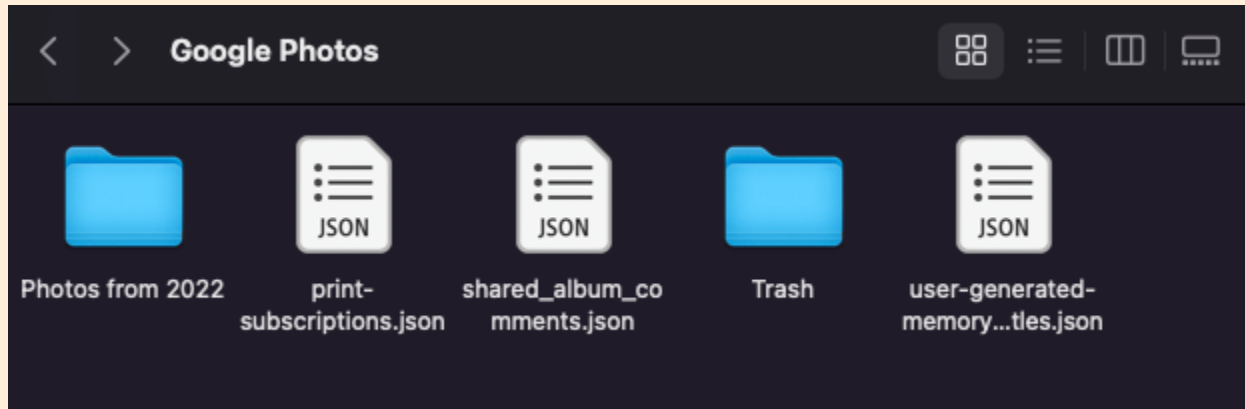 Google Photos
JSON
JSON
JSON
Photos from 2022
print-
subscriptions.json
shared_album_co
mments.json
Trash
user-generated-
memory...tles.json